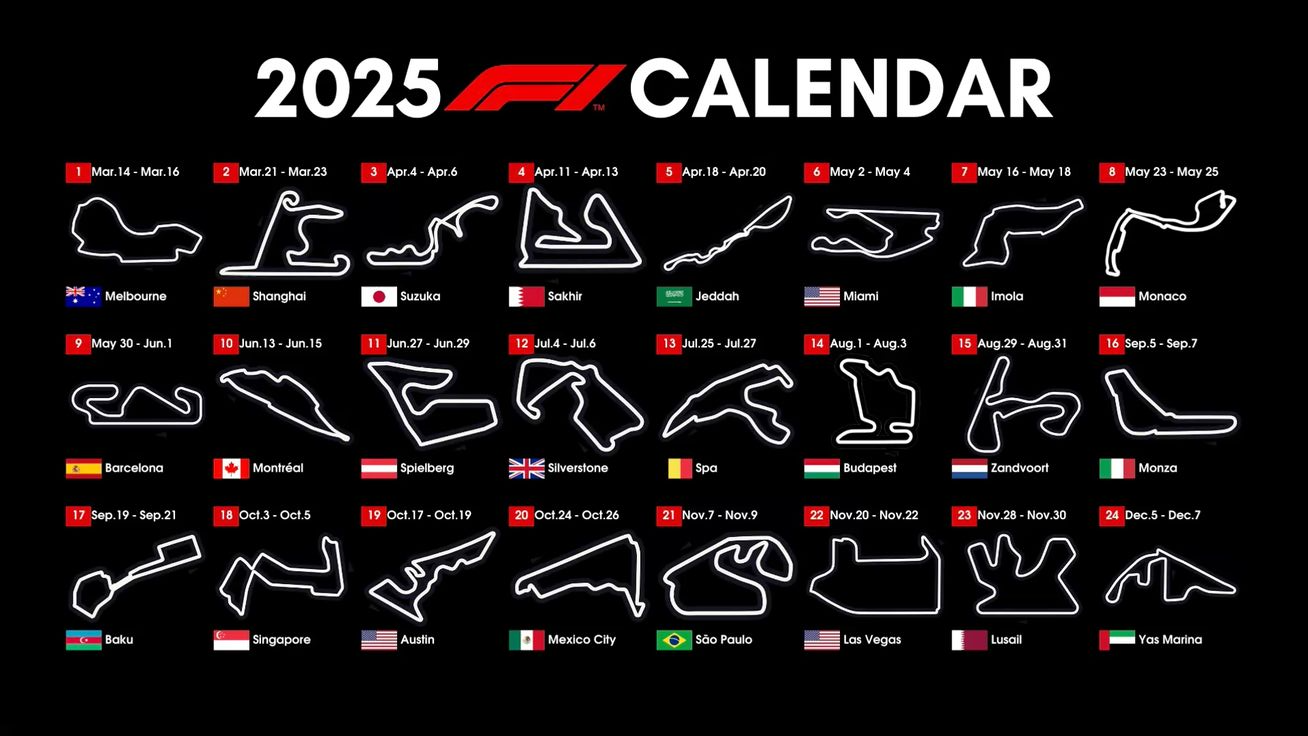 2025 F1 CALENDAR
TM
1 Mar.14 - Mar.16
Melbourne
2 Mar.21 - Mar.23
Shanghai
3 Apr.4 - Apr.6
Suzuka
4 Apr.11 - Apr.13
Sakhir
5 Apr.18 - Apr.20
Jeddah
6 May 2 - May 4
Miami
7 May 16 - May 18
Imola
8 May 23 - May 25
Monaco
9 May 30 - Jun.1
Barcelona
10 Jun.13 - Jun.15
Montréal
11 Jun.27 - Jun.29
Spielberg
12 Jul.4 - Jul.6
Silverstone
13 Jul.25 - Jul.27
Spa
14 Aug.1 - Aug.3
Budapest
15 Aug.29 - Aug.31
Zandvoort
16 Sep.5 - Sep.7
Monza
17 Sep.19 - Sep.21
Baku
18 Oct.3 - Oct.5
Singapore
19 Oct.17 - Oct.19
Austin
20 Oct.24 - Oct.26
Mexico City
21 Nov.7 - Nov.9
São Paulo
22 Nov.20 - Nov.22
Las Vegas
23 Nov.28 - Nov.30
Lusail
24 Dec.5 - Dec.7
Yas Marina